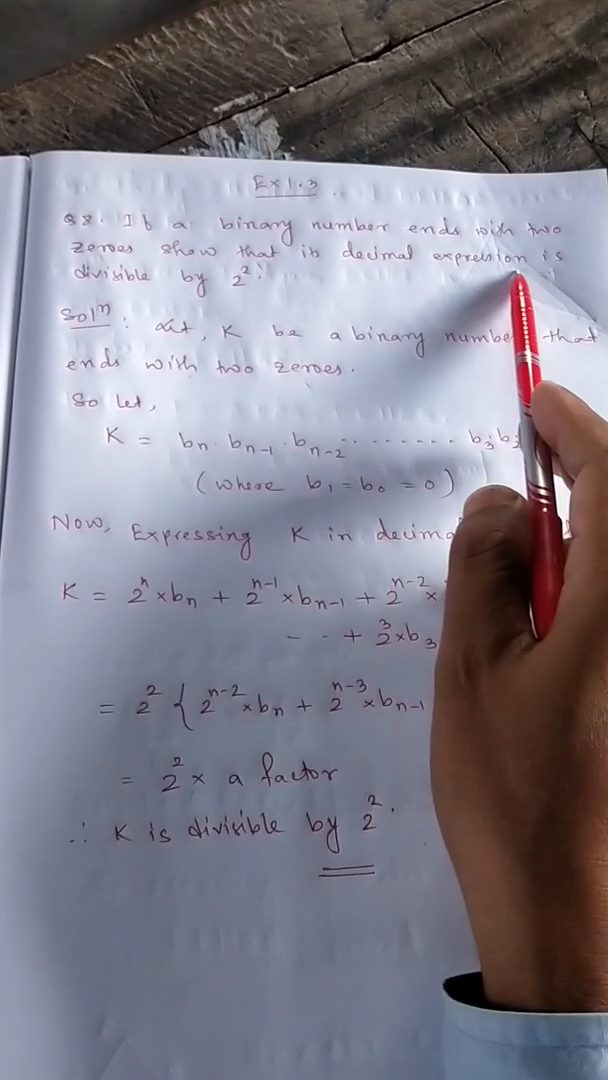 Ex 1.3
Q8. If a binary number ends with two
zeroes show that its decimal expression is
divisible by 2².
Solⁿ : Let, K be a binary number that
ends with two zeroes.
So let,
K = bₙ . bₙ₋₁ . bₙ₋₂ ........ b₃ b₂
(where b₁ = b₀ = 0)
Now, Expressing K in decima
K = 2ⁿ × bₙ + 2ⁿ⁻¹ × bₙ₋₁ + 2ⁿ⁻² ×
- - + 2³ × b₃
= 2² { 2ⁿ⁻² × bₙ + 2ⁿ⁻³ × bₙ₋₁
= 2² × a factor
∴ K is divisible by 2².